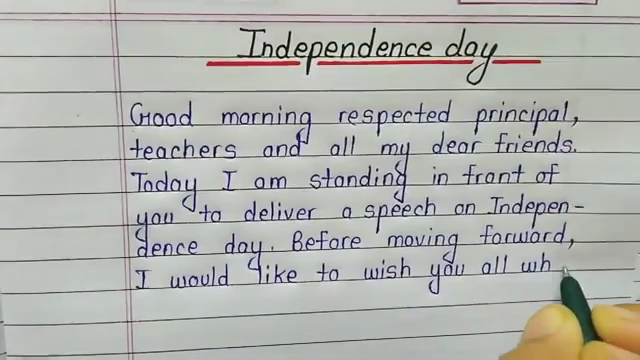 Independence day
Good morning respected principal,
teachers and all my dear friends.
Today I am standing in front of
you to deliver a speech on Indepen-
dence day. Before moving forward,
I would like to wish you all wh